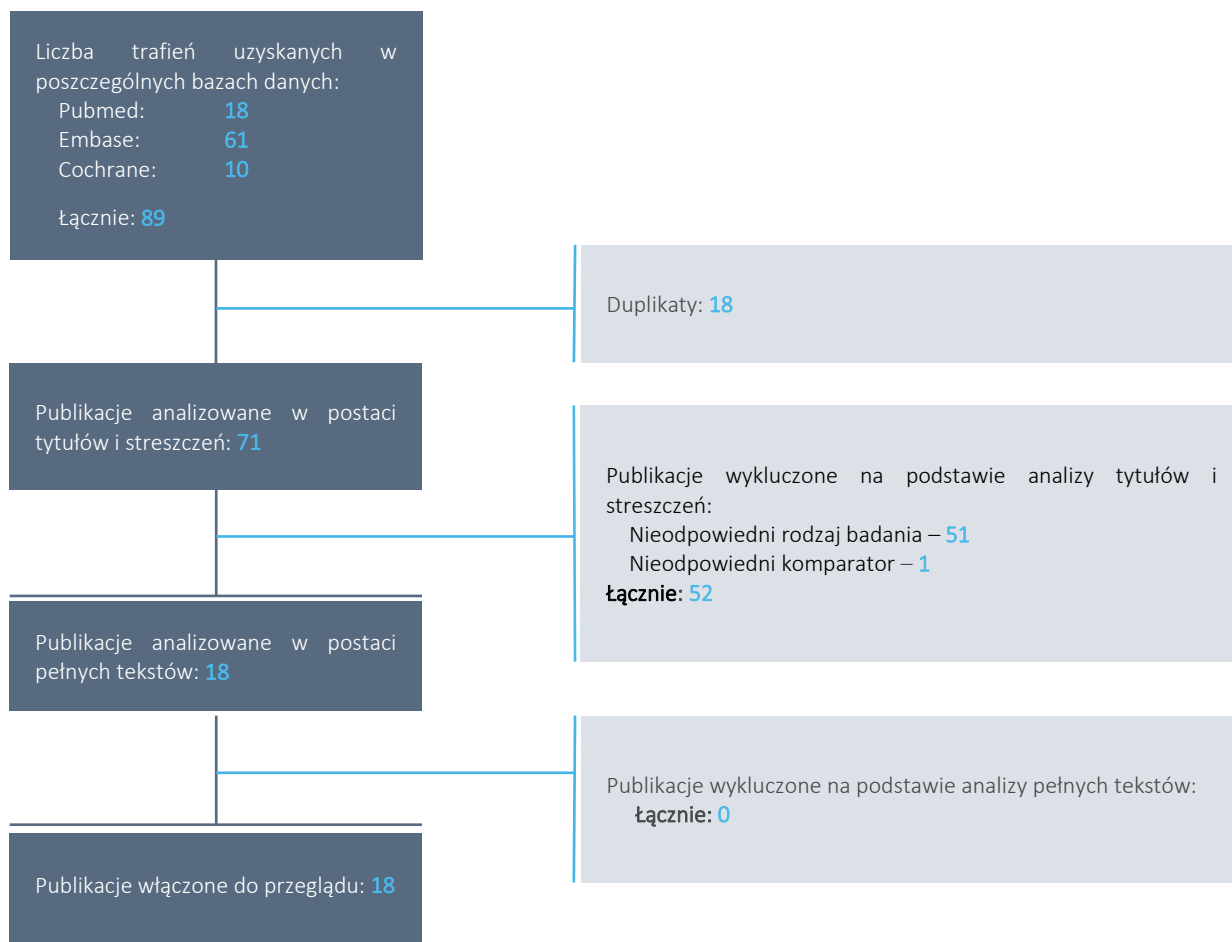 Liczba trafień uzyskanych w
poszczególnych bazach danych:
Pubmed: 18
Embase: 61
Cochrane: 10
Łącznie: 89
Duplikaty: 18
Publikacje analizowane w postaci
tytułów i streszczeń: 71
Publikacje wykluczone na podstawie analizy tytułów i
streszczeń:
Nieodpowiedni rodzaj badania – 51
Nieodpowiedni komparator – 1
Łącznie: 52
Publikacje analizowane w postaci
pełnych tekstów: 18
Publikacje wykluczone na podstawie analizy pełnych tekstów:
Łącznie: 0
Publikacje włączone do przeglądu: 18